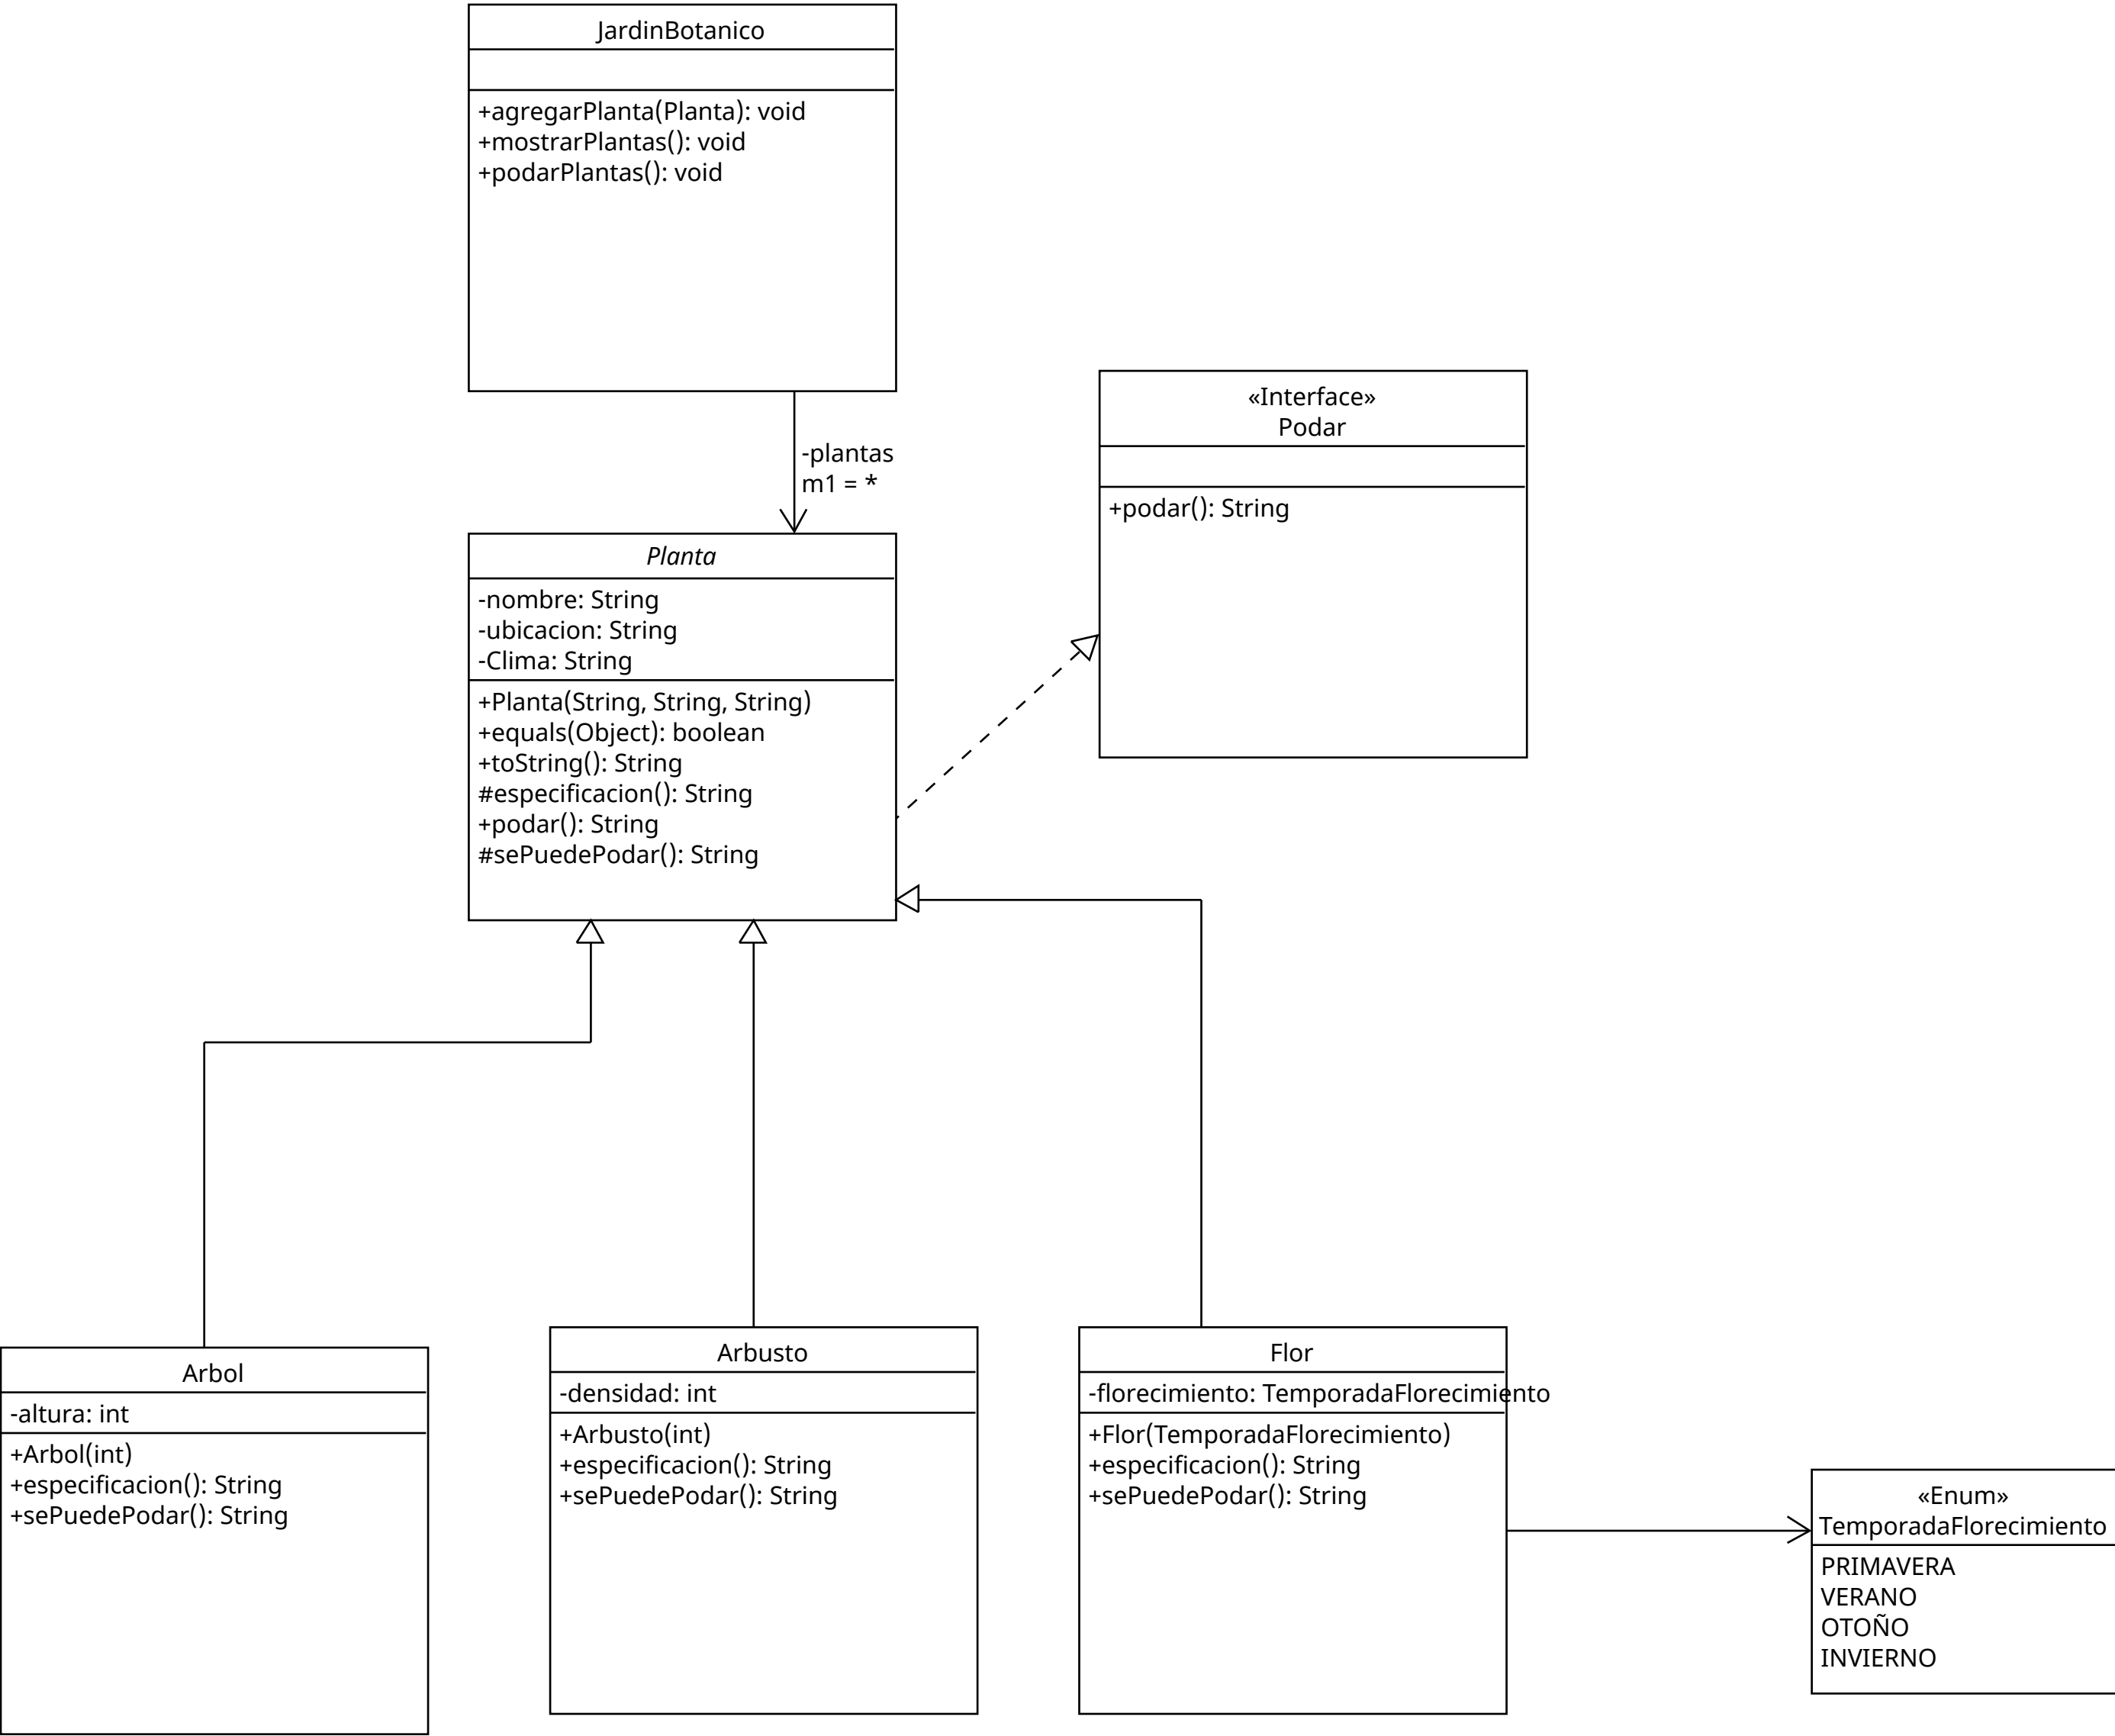 JardinBotanico
+agregarPlanta(Planta): void
+mostrarPlantas(): void
+podarPlantas(): void
-plantas
m1 = *
«Interface»
Podar
+podar(): String
Planta
-nombre: String
-ubicacion: String
-Clima: String
+Planta(String, String, String)
+equals(Object): boolean
+toString(): String
#especificacion(): String
+podar(): String
#sePuedePodar(): String
Arbol
-altura: int
+Arbol(int)
+especificacion(): String
+sePuedePodar(): String
Arbusto
-densidad: int
+Arbusto(int)
+especificacion(): String
+sePuedePodar(): String
Flor
-florecimiento: TemporadaFlorecimiento
+Flor(TemporadaFlorecimiento)
+especificacion(): String
+sePuedePodar(): String
«Enum»
TemporadaFlorecimiento
PRIMAVERA
VERANO
OTOÑO
INVIERNO